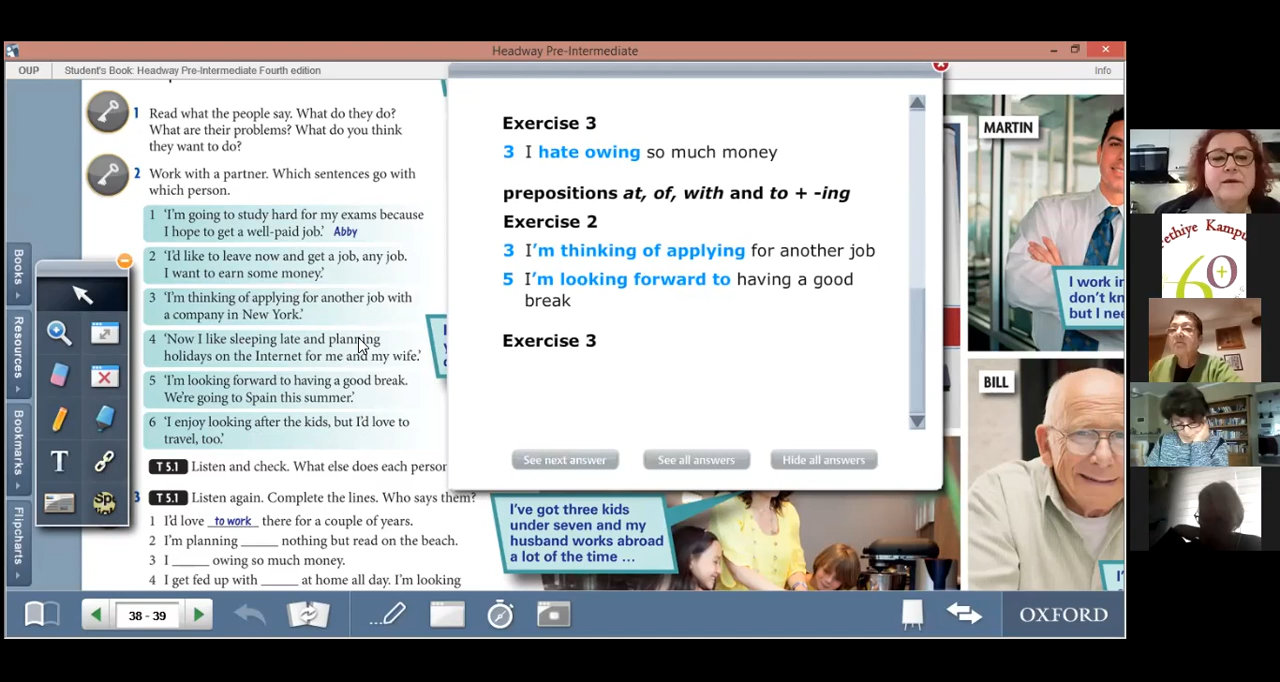 Headway Pre-Intermediate
OUP
Student's Book: Headway Pre-Intermediate Fourth edition
Info
Books
Resources
Bookmarks
Flipcharts
1 Read what the people say. What do they do?
What are their problems? What do you think
they want to do?
2 Work with a partner. Which sentences go with
which person.
1 'I'm going to study hard for my exams because
I hope to get a well-paid job.' Abby
2 'I'd like to leave now and get a job, any job.
I want to earn some money.'
3 'I'm thinking of applying for another job with
a company in New York.'
4 'Now I like sleeping late and planning
holidays on the Internet for me and my wife.'
5 'I'm looking forward to having a good break.
We're going to Spain this summer.'
6 'I enjoy looking after the kids, but I'd love to
travel, too.'
T 5.1 Listen and check. What else does each person
3 T 5.1 Listen again. Complete the lines. Who says them?
1 I'd love to work there for a couple of years.
2 I'm planning _____ nothing but read on the beach.
3 I _____ owing so much money.
4 I get fed up with _____ at home all day. I'm looking
T
Exercise 3
3 I hate owing so much money
prepositions at, of, with and to + -ing
Exercise 2
3 I'm thinking of applying for another job
5 I'm looking forward to having a good
break
Exercise 3
See next answer
See all answers
Hide all answers
I've got three kids
under seven and my
husband works abroad
a lot of the time ...
MARTIN
I work in
don't kn
but I nee
BILL
38 - 39
OXFORD
ethiye Kampu
60+